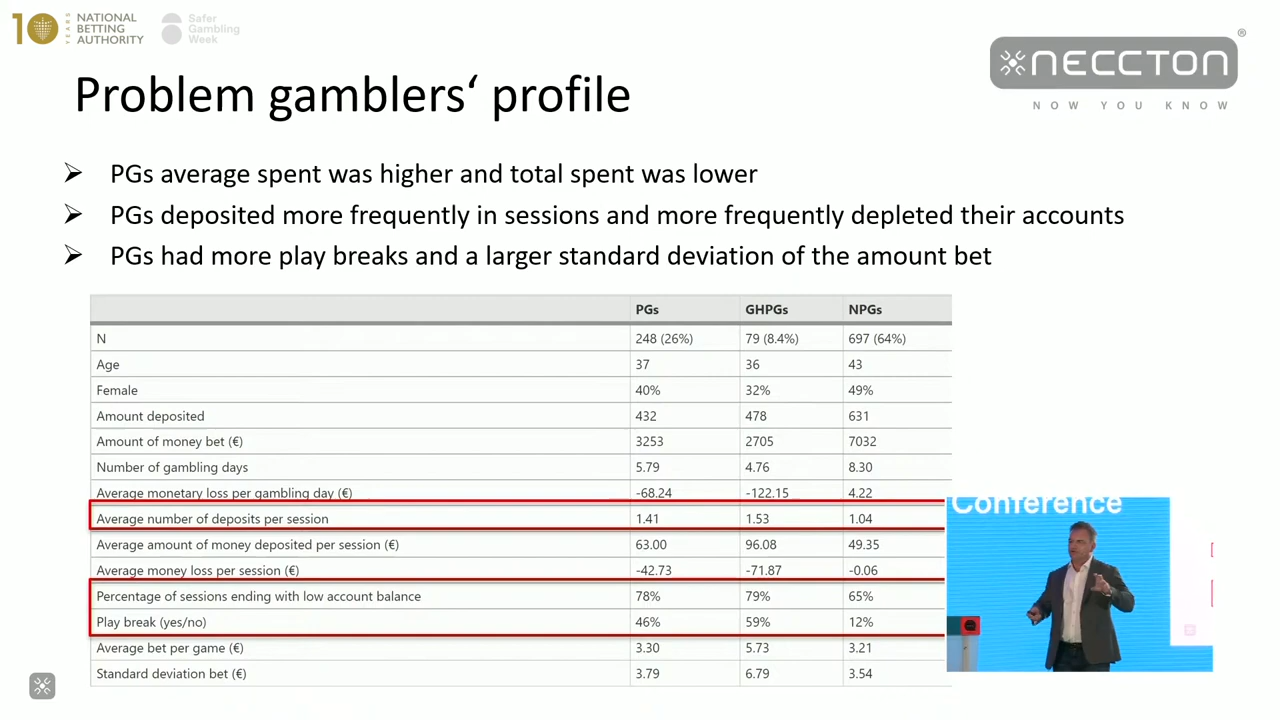 10 YEARS NATIONAL BETTING AUTHORITY
Safer Gambling Week
NECCTON®
NOW YOU KNOW
Problem gamblers‘ profile
➢ PGs average spent was higher and total spent was lower
➢ PGs deposited more frequently in sessions and more frequently depleted their accounts
➢ PGs had more play breaks and a larger standard deviation of the amount bet
PGs GHPGs NPGs
N 248 (26%) 79 (8.4%) 697 (64%)
Age 37 36 43
Female 40% 32% 49%
Amount deposited 432 478 631
Amount of money bet (€) 3253 2705 7032
Number of gambling days 5.79 4.76 8.30
Average monetary loss per gambling day (€) -68.24 -122.15 4.22
Average number of deposits per session 1.41 1.53 1.04
Average amount of money deposited per session (€) 63.00 96.08 49.35
Average money loss per session (€) -42.73 -71.87 -0.06
Percentage of sessions ending with low account balance 78% 79% 65%
Play break (yes/no) 46% 59% 12%
Average bet per game (€) 3.30 5.73 3.21
Standard deviation bet (€) 3.79 6.79 3.54
Conference